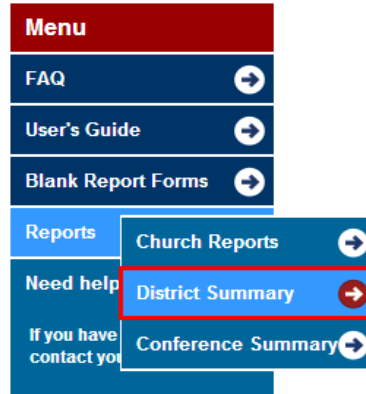 Menu
FAQ
User's Guide
Blank Report Forms
Reports
Church Reports
Need help
District Summary
If you have
Conference Summary
contact you